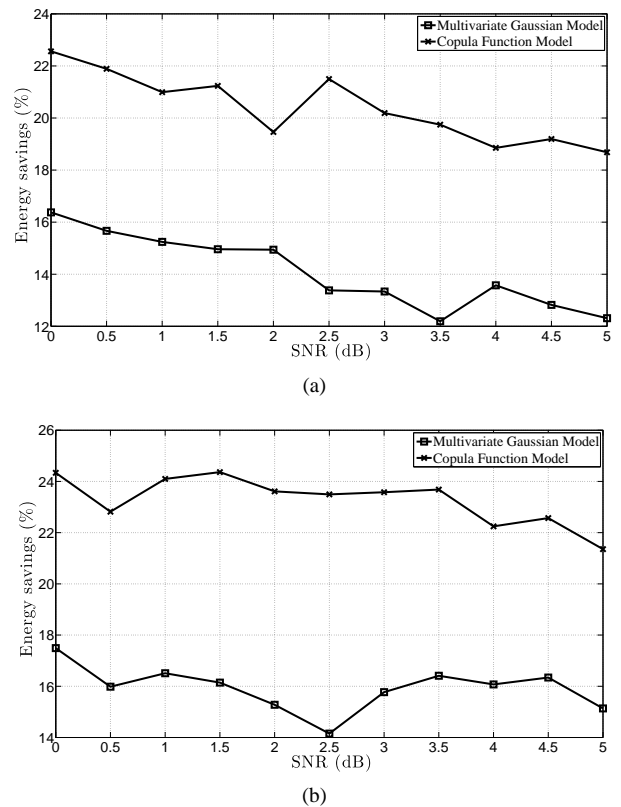 24
22
20
18
16
14
12
Energy savings (%)
Multivariate Gaussian Model
Copula Function Model
0 0.5 1 1.5 2 2.5 3 3.5 4 4.5 5
SNR (dB)
(a)
26
24
22
20
18
16
14
Energy savings (%)
Multivariate Gaussian Model
Copula Function Model
0 0.5 1 1.5 2 2.5 3 3.5 4 4.5 5
SNR (dB)
(b)